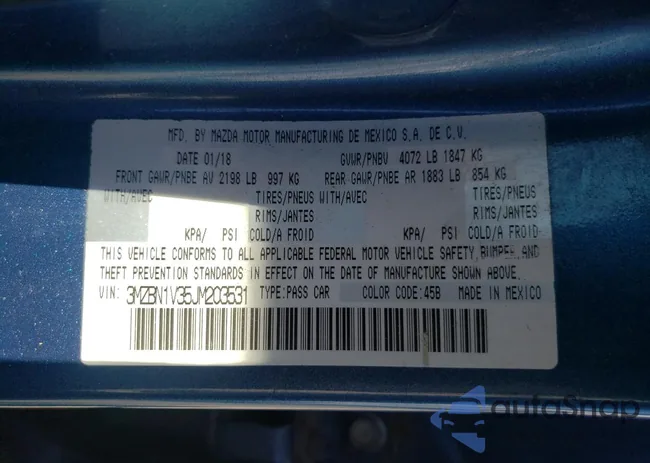 MFD. BY MAZDA MOTOR MANUFACTURING DE MEXICO S.A. DE C.V.
DATE 01/18 GVWR/PNBV 4072 LB 1847 KG
FRONT GAWR/PNBE AV 2198 LB 997 KG REAR GAWR/PNBE AR 1883 LB 854 KG
WITH/AVEC TIRES/PNEUS WITH/AVEC TIRES/PNEUS
RIMS/JANTES RIMS/JANTES
KPA/ PSI COLD/A FROID KPA/ PSI COLD/A FROID
THIS VEHICLE CONFORMS TO ALL APPLICABLE FEDERAL MOTOR VEHICLE SAFETY, BUMPER, AND
THEFT PREVENTION STANDARDS IN EFFECT ON THE DATE OF MANUFACTURE SHOWN ABOVE.
VIN: 3MZBN1V35JM203531 TYPE:PASS CAR COLOR CODE:45B MADE IN MEXICO
autoSnap